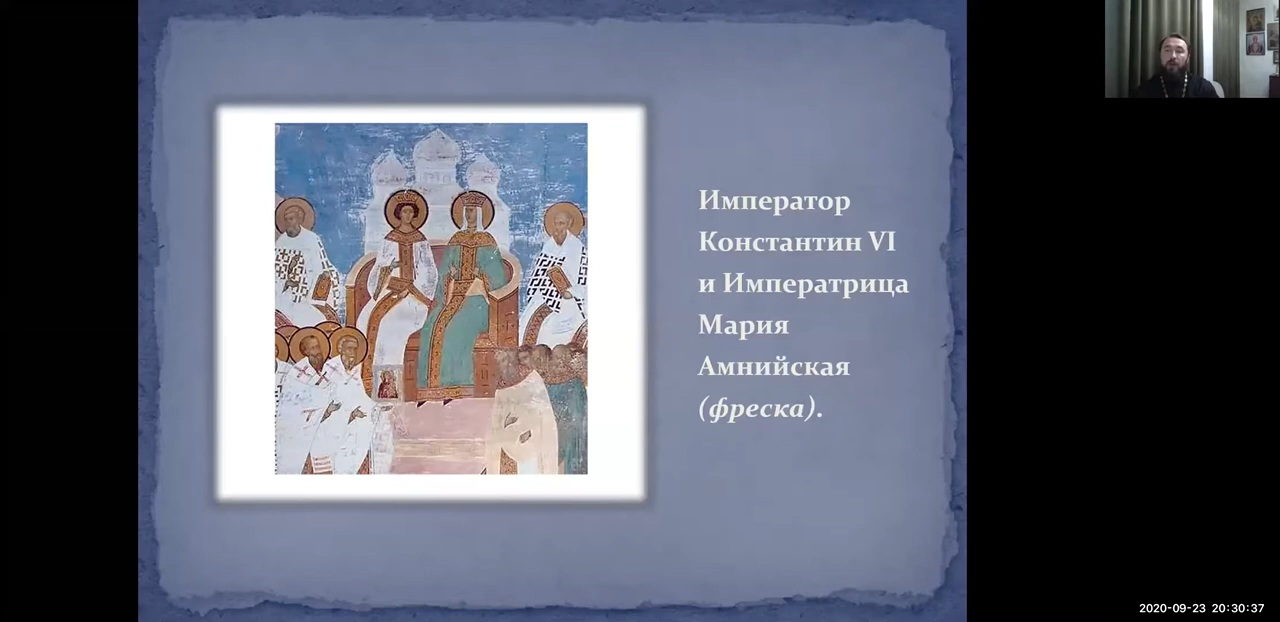 Император
Константин VI
и Императрица
Мария
Амнийская
(фреска).
2020-09-23 20:30:37